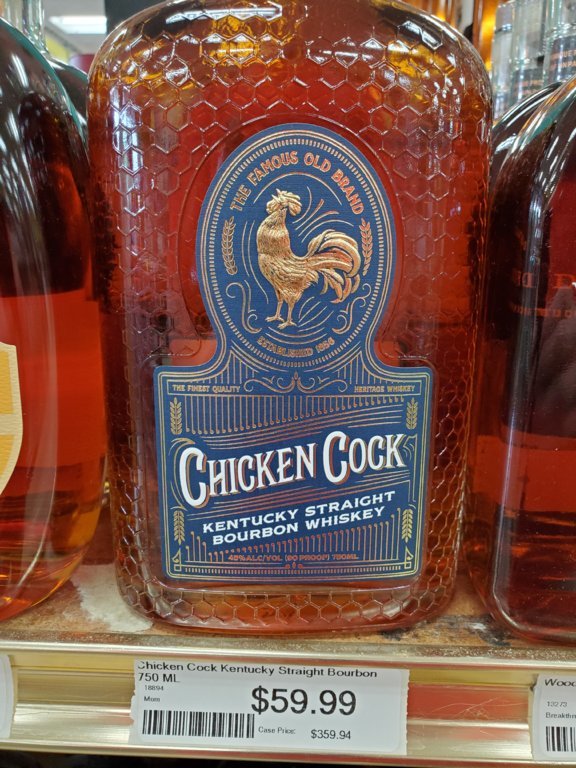 THE FAMOUS OLD BRAND
ESTABLISHED 1856
THE FINEST QUALITY
HERITAGE WHISKEY
CHICKEN COCK
KENTUCKY STRAIGHT
BOURBON WHISKEY
45%ALC/VOL (90 PROOF) 750ML
Chicken Cock Kentucky Straight Bourbon
750 ML
18894
Mom
$59.99
Case Price: $359.94
Wood
13273
Breakthr